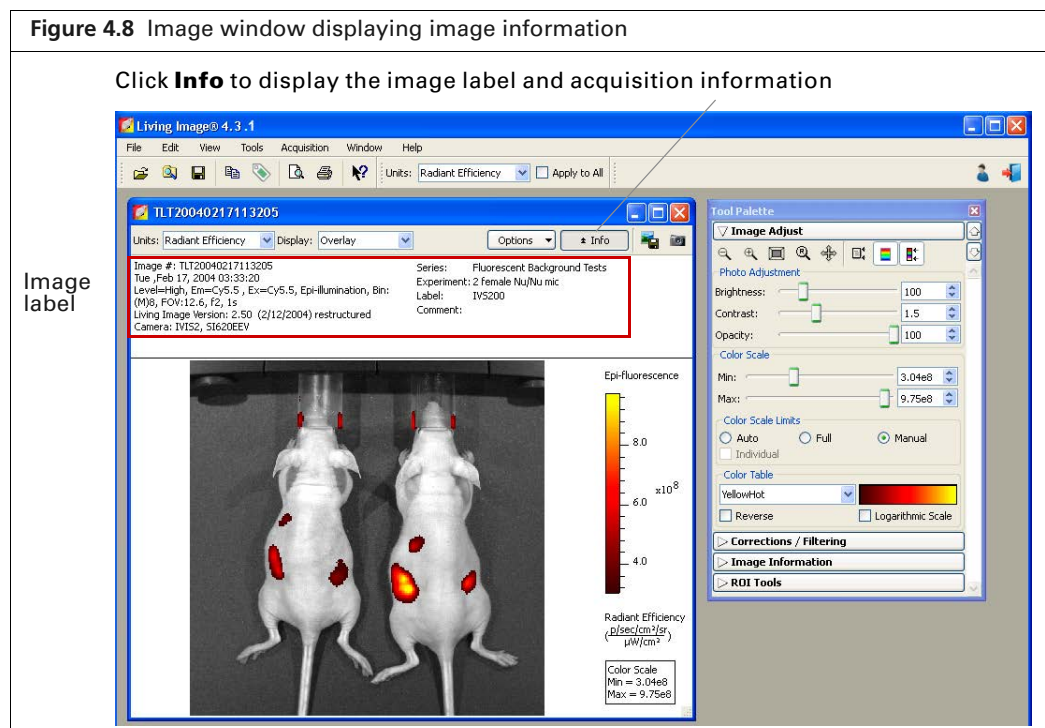 Figure 4.8 Image window displaying image information
Click Info to display the image label and acquisition information
Image
label
Living Image® 4.3.1
File Edit View Tools Acquisition Window Help
Units: Radiant Efficiency Apply to All
TLT20040217113205
Units: Radiant Efficiency Display: Overlay Options Info
Image #: TLT20040217113205
Tue ,Feb 17, 2004 03:33:20
Level=High, Em=Cy5.5 , Ex=Cy5.5, Epi-illumination, Bin:
(M)8, FOV:12.6, f2, 1s
Living Image Version: 2.50 (2/12/2004) restructured
Camera: IVIS2, SI620EEV
Series: Fluorescent Background Tests
Experiment: 2 female Nu/Nu mic
Label: IVS200
Comment:
Epi-fluorescence
8.0
6.0
x10⁸
4.0
Radiant Efficiency
(p/sec/cm²/sr
µW/cm²)
Color Scale
Min = 3.04e8
Max = 9.75e8
Tool Palette
Image Adjust
Photo Adjustment
Brightness: 100
Contrast: 1.5
Opacity: 100
Color Scale
Min: 3.04e8
Max: 9.75e8
Color Scale Limits
Auto Full Manual
Individual
Color Table
YellowHot
Reverse Logarithmic Scale
Corrections / Filtering
Image Information
ROI Tools